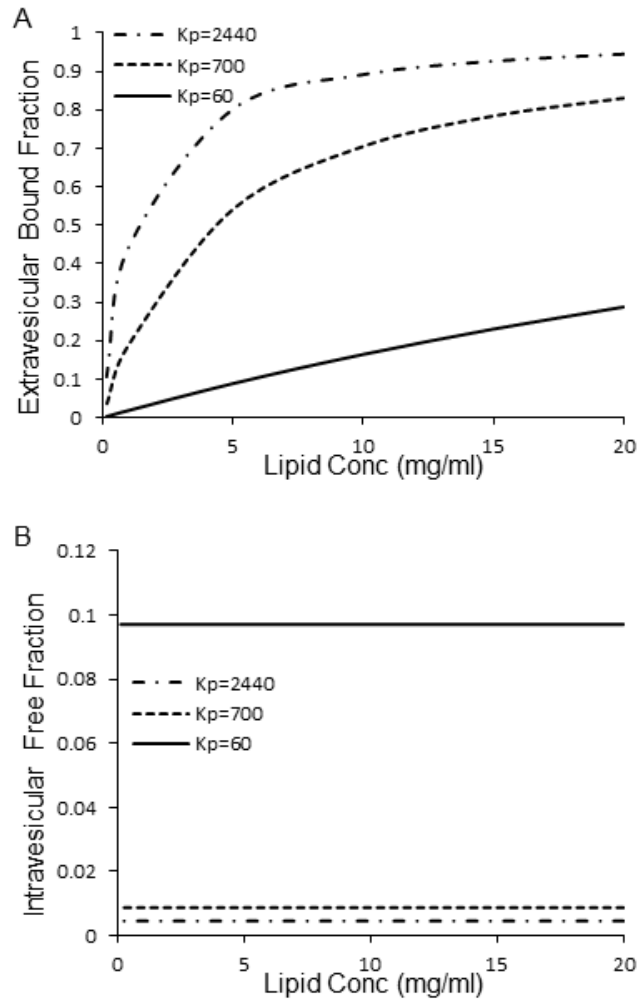 A
Extravesicular Bound Fraction
1
0.9
0.8
0.7
0.6
0.5
0.4
0.3
0.2
0.1
0
Kp=2440
Kp=700
Kp=60
0 5 10 15 20
Lipid Conc (mg/ml)
B
Intravesicular Free Fraction
0.12
0.1
0.08
0.06
0.04
0.02
0
Kp=2440
Kp=700
Kp=60
0 5 10 15 20
Lipid Conc (mg/ml)